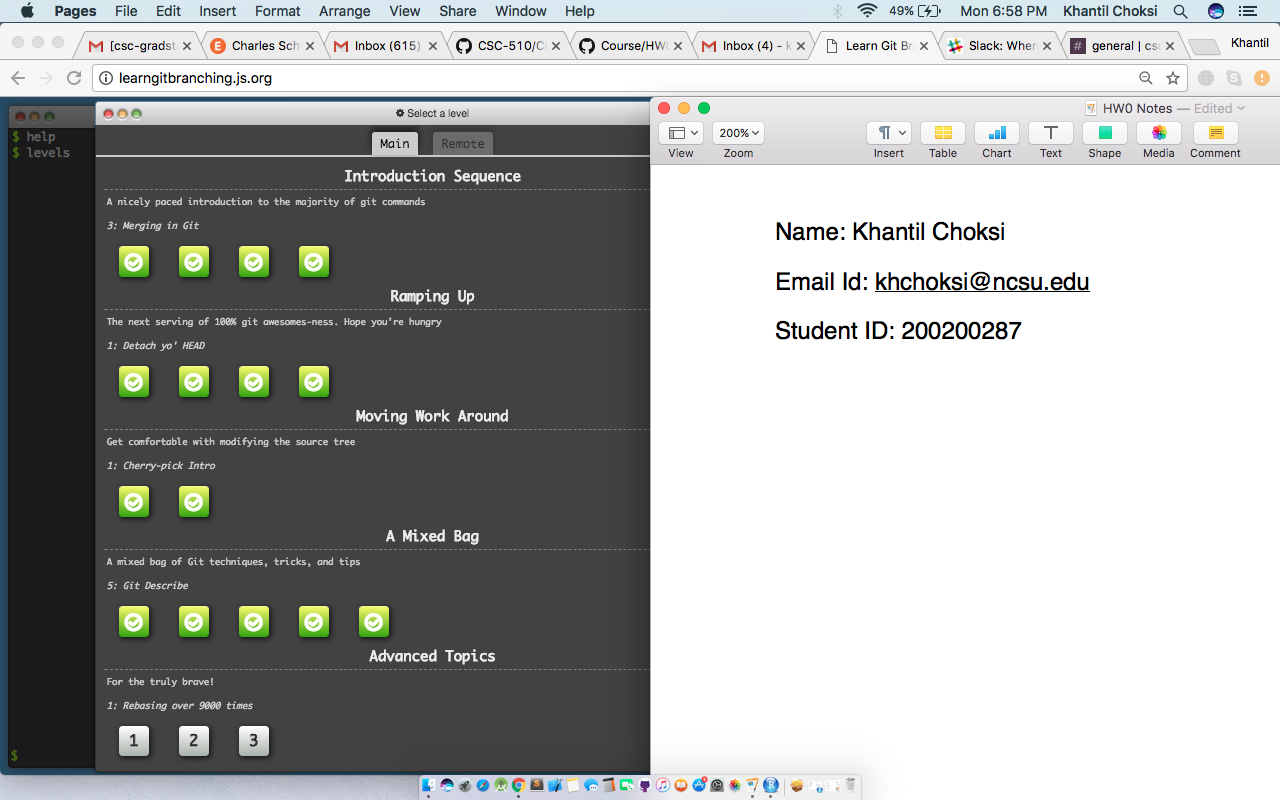 Pages File Edit Insert Format Arrange View Share Window Help 49% Mon 6:58 PM Khantil Choksi
[csc-gradst Charles Sch Inbox (615) CSC-510/Co Course/HW Inbox (4) - k Learn Git Br Slack: Wher general | csc Khantil
learngitbranching.js.org
$ help
$ levels
$
Select a level
Main Remote
Introduction Sequence
A nicely paced introduction to the majority of git commands
3: Merging in Git
Ramping Up
The next serving of 100% git awesomes-ness. Hope you're hungry
1: Detach yo' HEAD
Moving Work Around
Get comfortable with modifying the source tree
1: Cherry-pick Intro
A Mixed Bag
A mixed bag of Git techniques, tricks, and tips
5: Git Describe
Advanced Topics
For the truly brave!
1: Rebasing over 9000 times
1 2 3
HW0 Notes — Edited
200%
View Zoom Insert Table Chart Text Shape Media Comment
Name: Khantil Choksi
Email Id: khchoksi@ncsu.edu
Student ID: 200200287